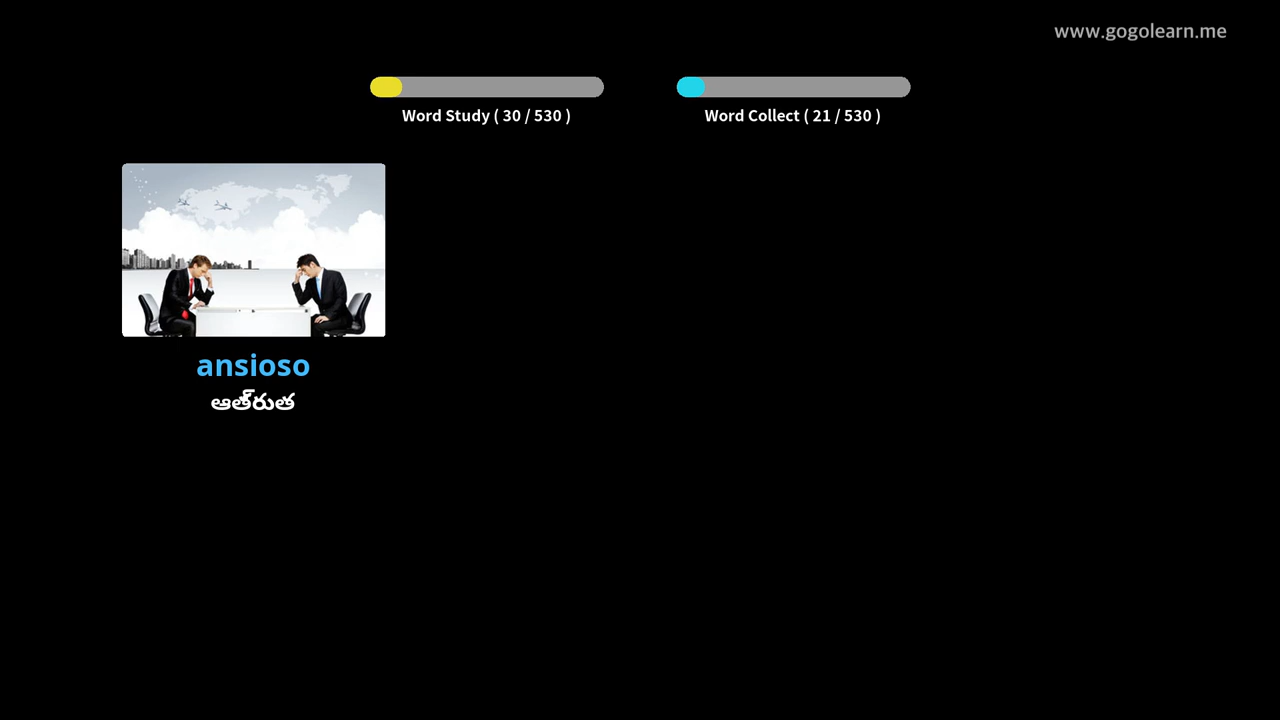 www.gogolearn.me
Word Study ( 30 / 530 )
Word Collect ( 21 / 530 )
ansioso
ఆత్రుత